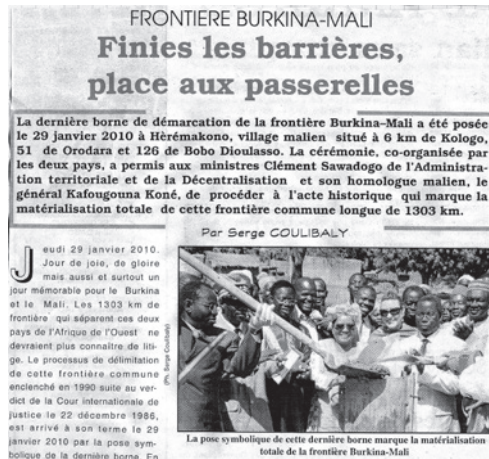 FRONTIERE BURKINA-MALI
Finies les barrières,
place aux passerelles
La dernière borne de démarcation de la frontière Burkina–Mali a été posée
le 29 janvier 2010 à Hèrémakono, village malien situé à 6 km de Kologo,
51 de Orodara et 126 de Bobo Dioulasso. La cérémonie, co-organisée par
les deux pays, a permis aux ministres Clément Sawadogo de l'Administra-
tion territoriale et de la Décentralisation et son homologue malien, le
général Kafougouna Koné, de procéder à l'acte historique qui marque la
matérialisation totale de cette frontière commune longue de 1303 km.
Par Serge COULIBALY
Jeudi 29 janvier 2010.
Jour de joie, de gloire
mais aussi et surtout un
jour mémorable pour le Burkina
et le Mali. Les 1303 km de
frontière qui séparent ces deux
pays de l'Afrique de l'Ouest ne
devraient plus connaître de liti-
ge. Le processus de délimitation
de cette frontière commune
enclenché en 1990 suite au ver-
dict de la Cour internationale de
justice le 22 décembre 1986,
est arrivé à son terme le 29
janvier 2010 par la pose sym-
bolique de la dernière borne. En
(Ph. Serge Coulibaly)
La pose symbolique de cette dernière borne marque la matérialisation
totale de la frontière Burkina-Mali